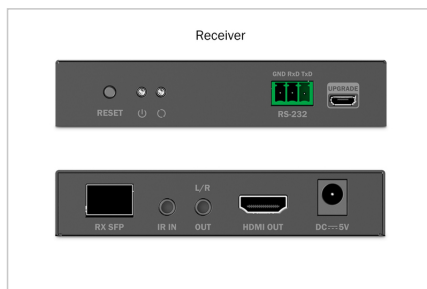 Receiver
GND RxD TxD
UPGRADE
RESET
RS-232
L/R
RX SFP
IR IN
OUT
HDMI OUT
DC⎓5V